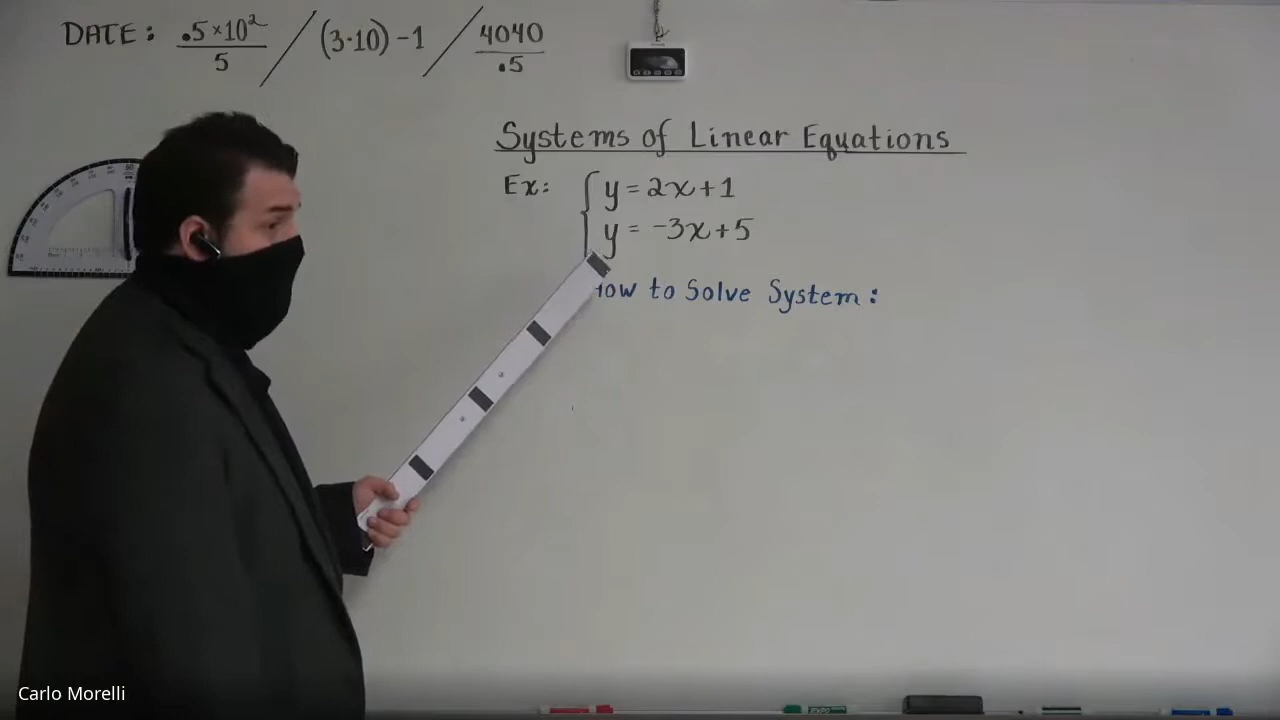 DATE: .5×10²/5 / (3·10)-1 / 4040/.5
Systems of Linear Equations
Ex: { y = 2x+1
y = -3x+5
to Solve System:
Carlo Morelli